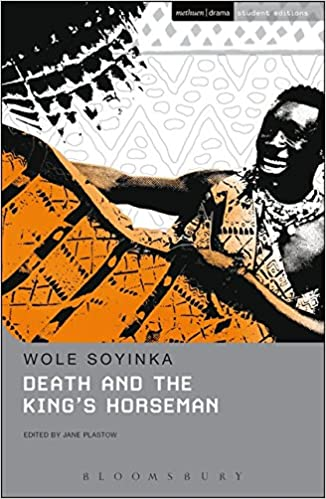 methuen | drama student editions
WOLE SOYINKA
DEATH AND THE
KING'S HORSEMAN
EDITED BY JANE PLASTOW
BLOOMSBURY